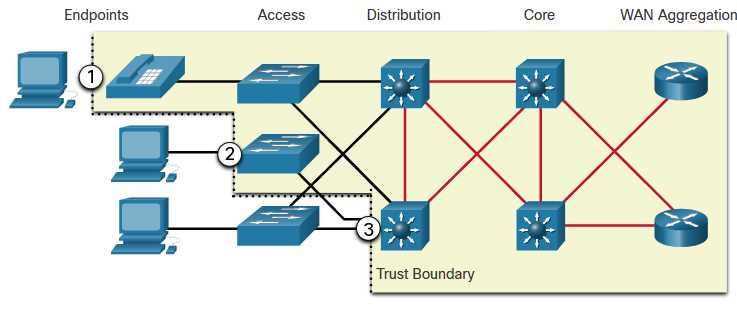 Endpoints
Access
Distribution
Core
WAN Aggregation
1
2
3
Trust Boundary